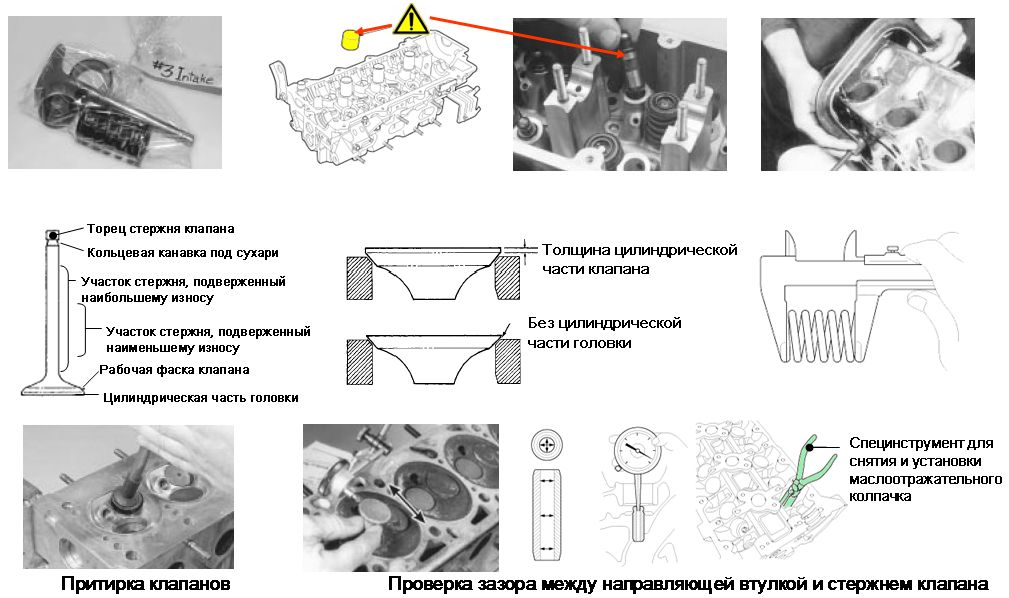 #3 Intake
Торец стержня клапана
Кольцевая канавка под сухари
Участок стержня, подверженный
наибольшему износу
Участок стержня, подверженный
наименьшему износу
Рабочая фаска клапана
Цилиндрическая часть головки
Толщина цилиндрической
части клапана
Без цилиндрической
части головки
Специнструмент для
снятия и установки
маслоотражательного
колпачка
Притирка клапанов
Проверка зазора между направляющей втулкой и стержнем клапана